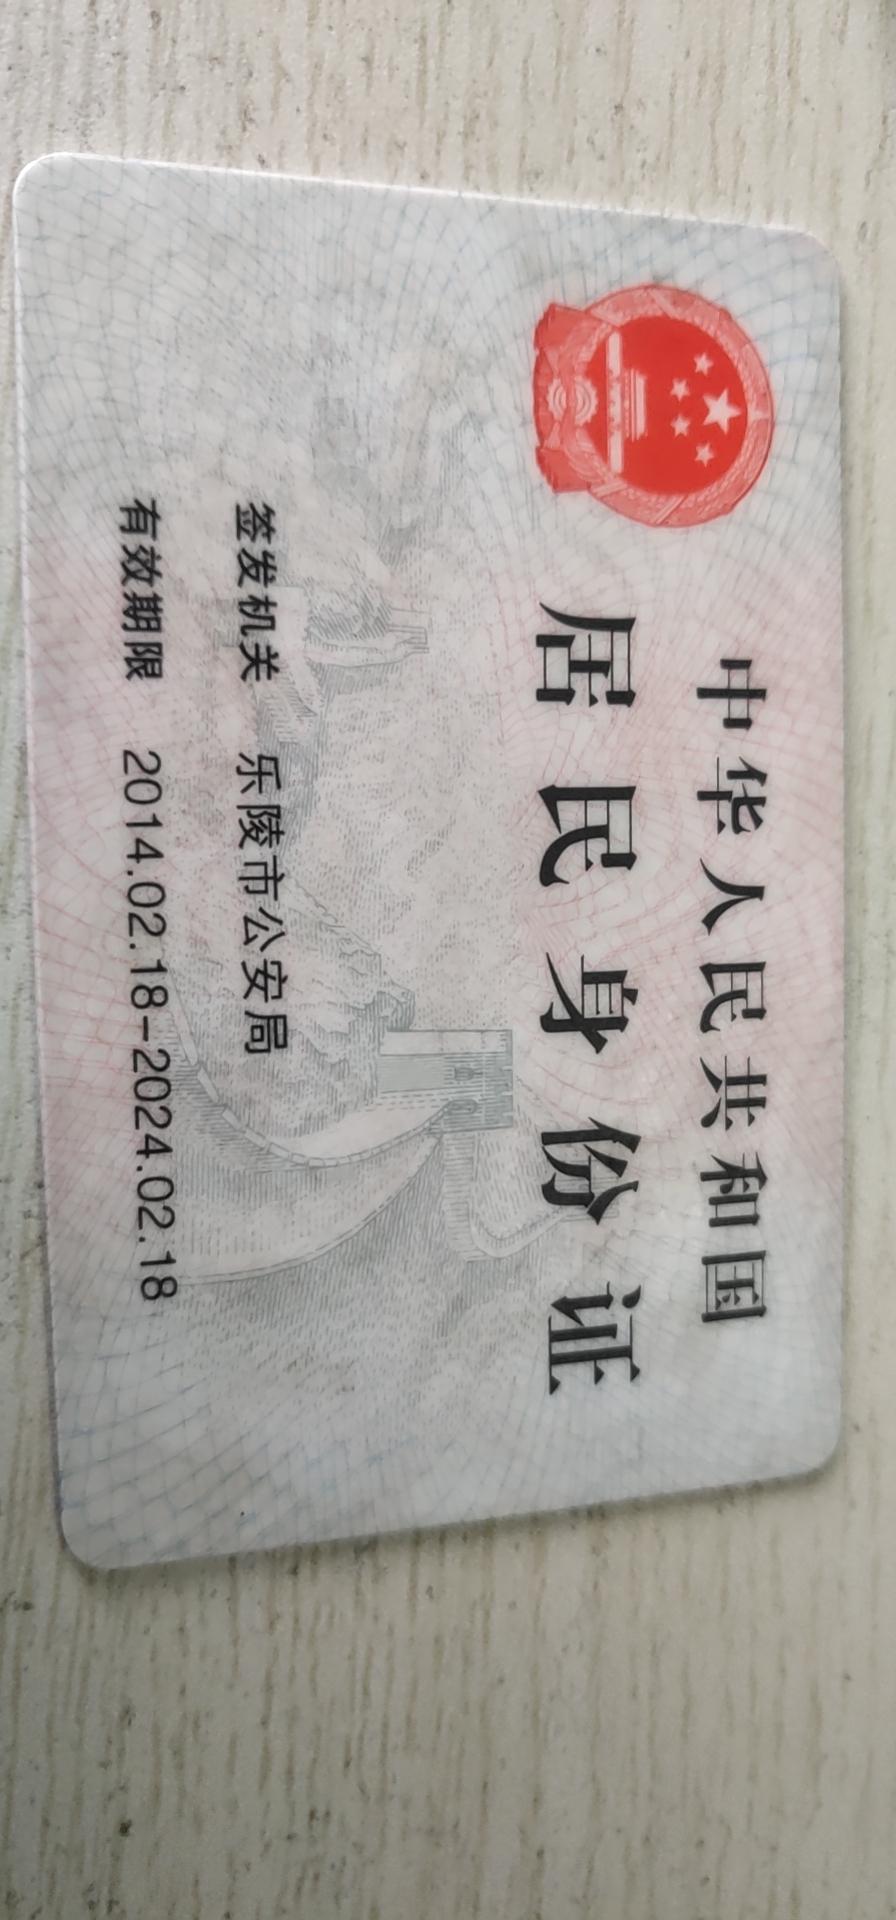 中华人民共和国
居民身份证
签发机关 乐陵市公安局
有效期限 2014.02.18-2024.02.18